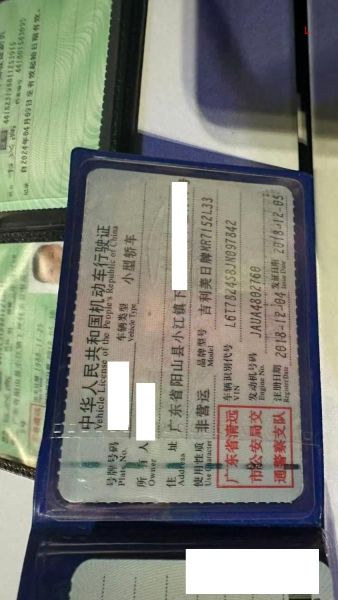 中华人民共和国机动车行驶证
Vehicle License of the People's Republic of China
号牌号码
Plate No.
车辆类型 小型轿车
Vehicle Type
所有人
Owner
住址 广东省阳山县小江镇下
Address
使用性质 非营运
Use Character
品牌型号 吉利美日牌MR7152L33
Model
车辆识别代号 L6T7824S8JN097842
VIN
发动机号码 JAUA4802760
Engine No.
注册日期 2018-12-04
Register Date
发证日期 2018-12-05
Issue Date
广东省清远
市公安局交
通警察支队